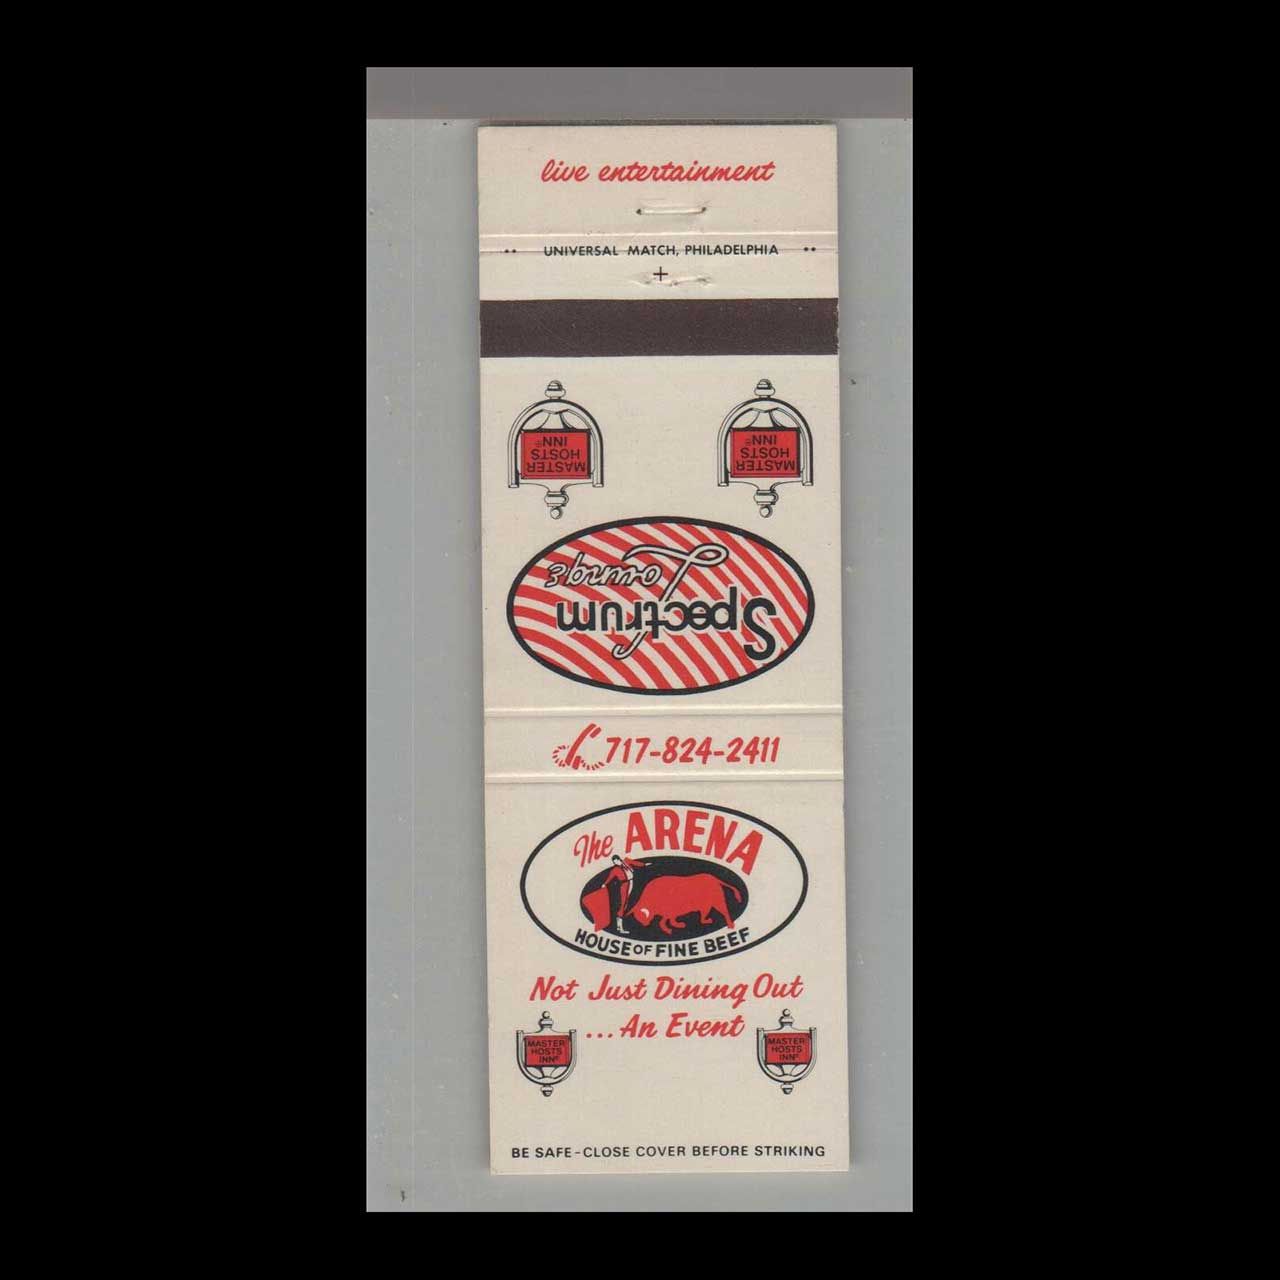 live entertainment
•• UNIVERSAL MATCH, PHILADELPHIA ••
+
MASTER
HOSTS
INN®
MASTER
HOSTS
INN®
Spectrum
Lounge
717-824-2411
The ARENA
HOUSE OF FINE BEEF
Not Just Dining Out
...An Event
MASTER
HOSTS
INN®
MASTER
HOSTS
INN®
BE SAFE-CLOSE COVER BEFORE STRIKING